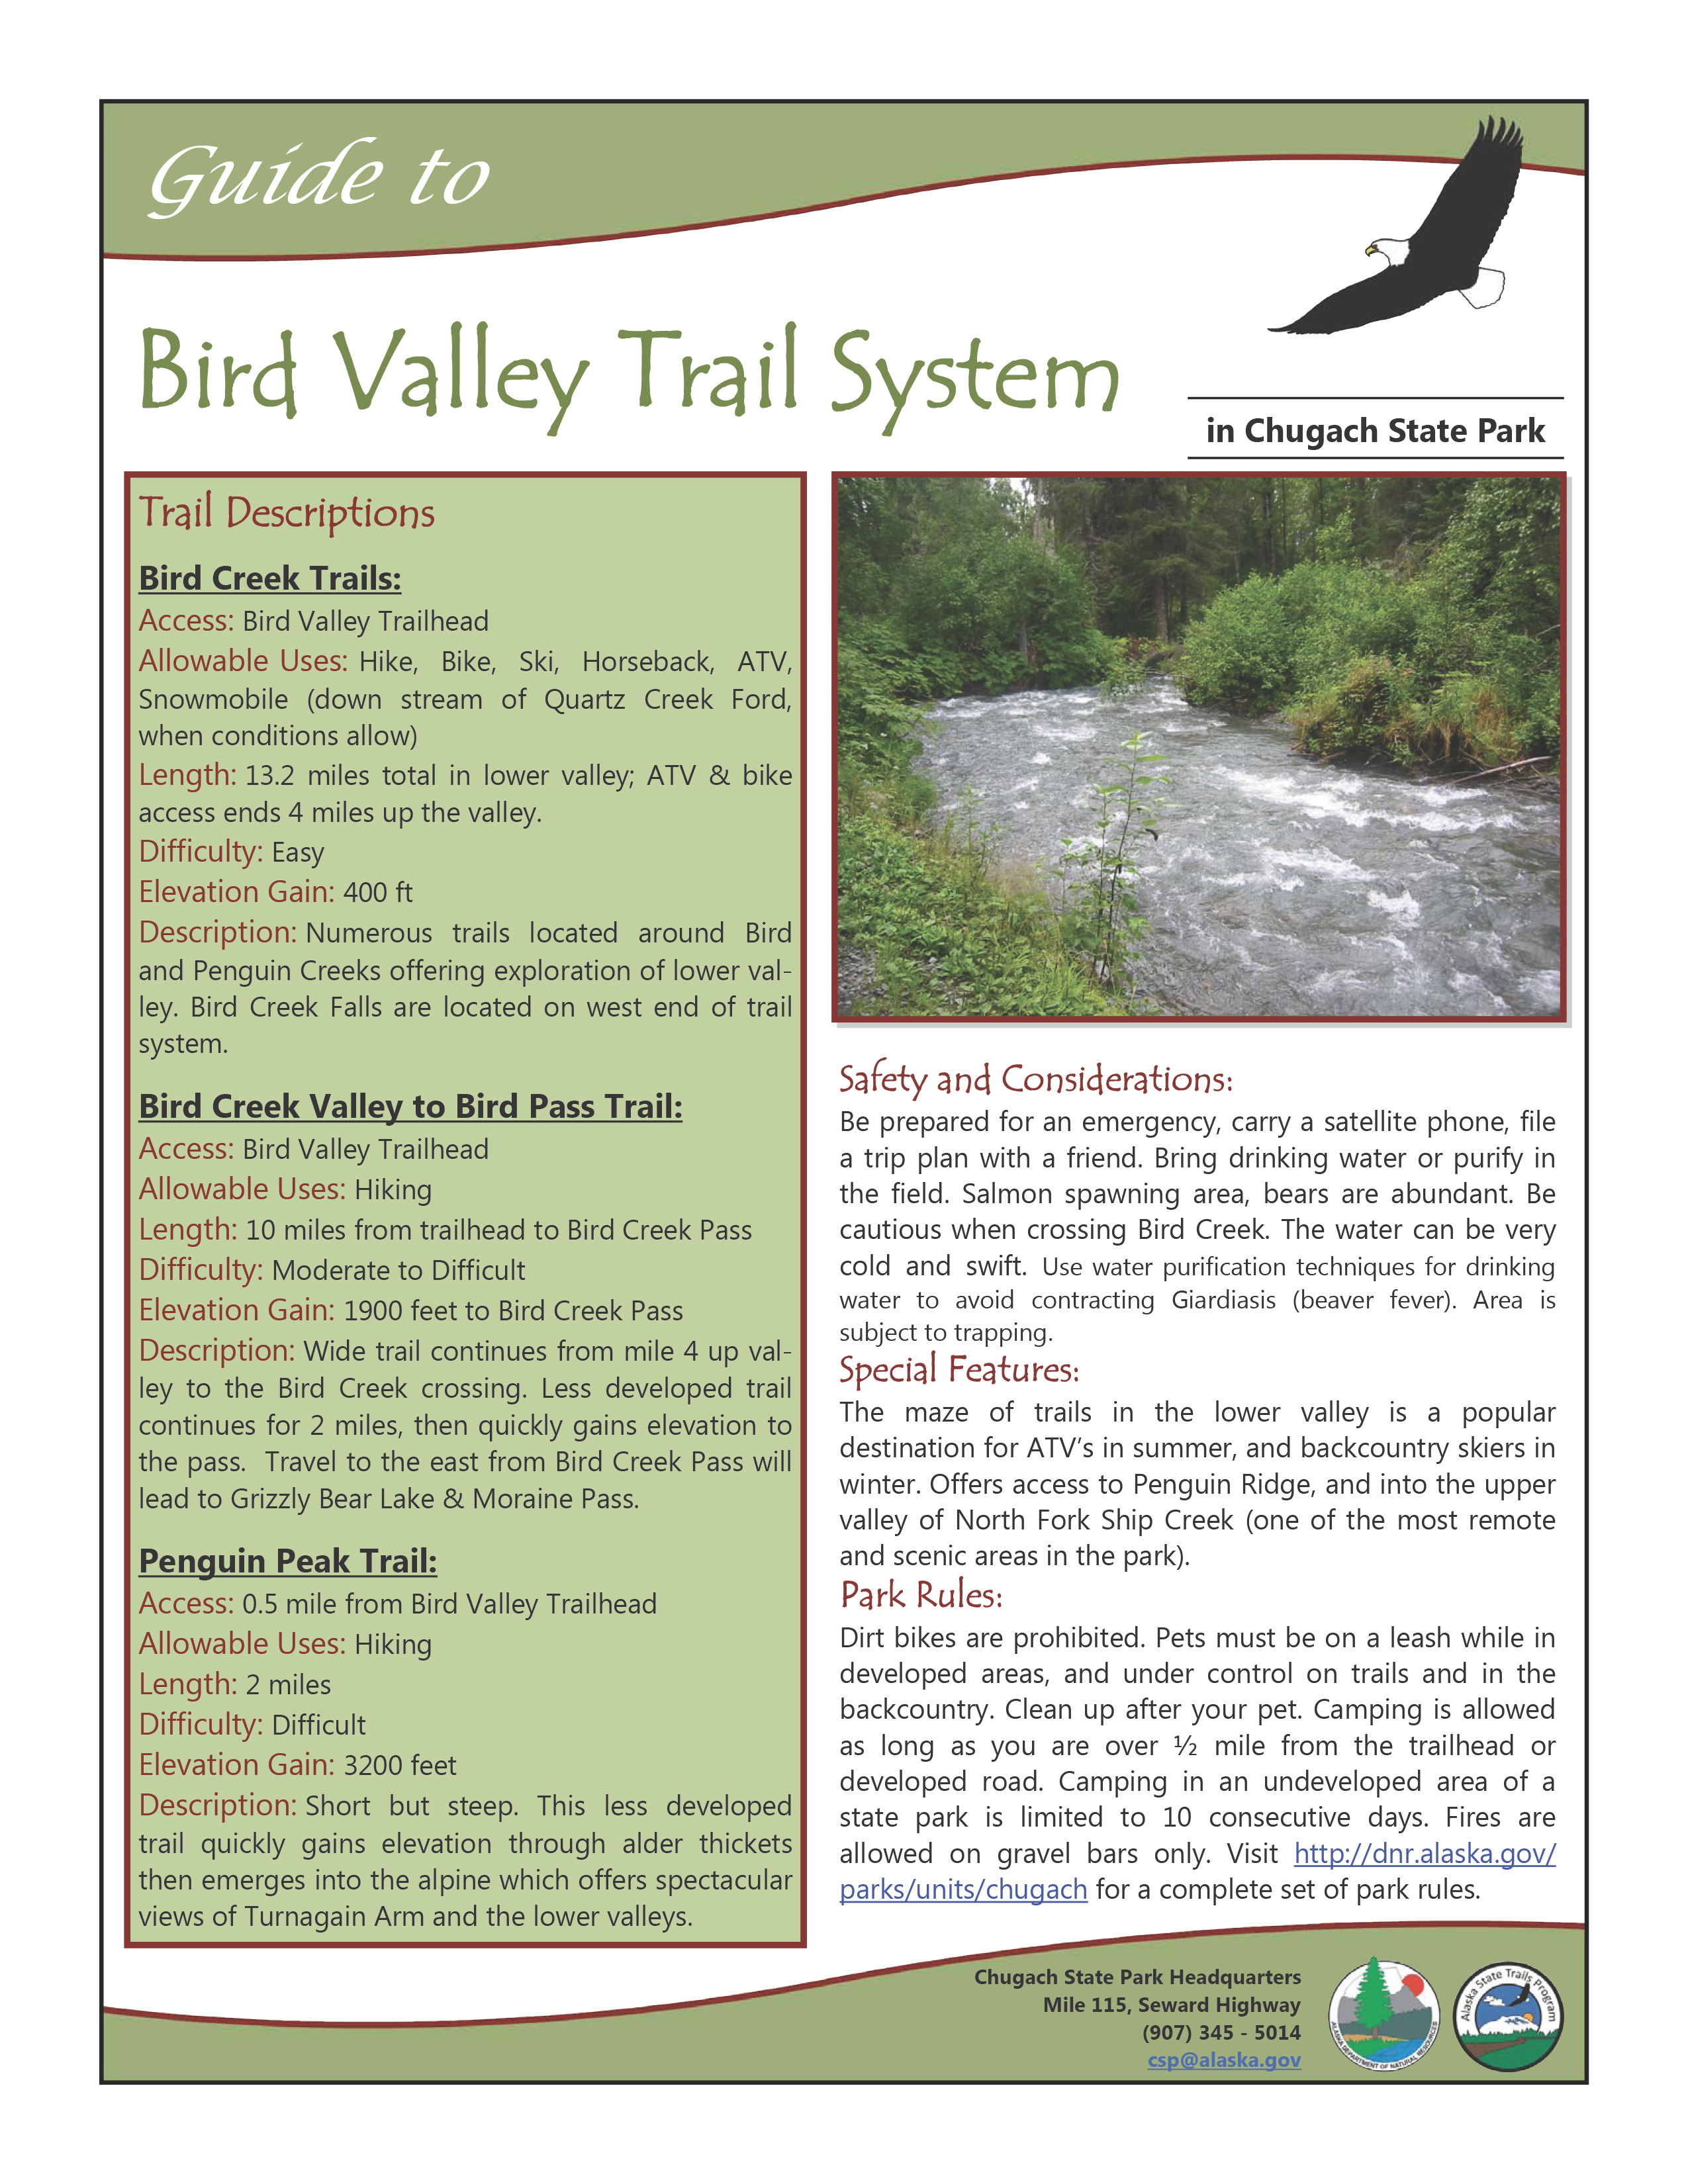 Guide to
Bird Valley Trail System
in Chugach State Park
Trail Descriptions
Bird Creek Trails:
Access: Bird Valley Trailhead
Allowable Uses: Hike, Bike, Ski, Horseback, ATV,
Snowmobile (down stream of Quartz Creek Ford,
when conditions allow)
Length: 13.2 miles total in lower valley; ATV & bike
access ends 4 miles up the valley.
Difficulty: Easy
Elevation Gain: 400 ft
Description: Numerous trails located around Bird
and Penguin Creeks offering exploration of lower val-
ley. Bird Creek Falls are located on west end of trail
system.
Bird Creek Valley to Bird Pass Trail:
Access: Bird Valley Trailhead
Allowable Uses: Hiking
Length: 10 miles from trailhead to Bird Creek Pass
Difficulty: Moderate to Difficult
Elevation Gain: 1900 feet to Bird Creek Pass
Description: Wide trail continues from mile 4 up val-
ley to the Bird Creek crossing. Less developed trail
continues for 2 miles, then quickly gains elevation to
the pass.  Travel to the east from Bird Creek Pass will
lead to Grizzly Bear Lake & Moraine Pass.
Penguin Peak Trail:
Access: 0.5 mile from Bird Valley Trailhead
Allowable Uses: Hiking
Length: 2 miles
Difficulty: Difficult
Elevation Gain: 3200 feet
Description: Short but steep. This less developed
trail quickly gains elevation through alder thickets
then emerges into the alpine which offers spectacular
views of Turnagain Arm and the lower valleys.
Safety and Considerations:
Be prepared for an emergency, carry a satellite phone, file
a trip plan with a friend. Bring drinking water or purify in
the field. Salmon spawning area, bears are abundant. Be
cautious when crossing Bird Creek. The water can be very
cold and swift. Use water purification techniques for drinking
water to avoid contracting Giardiasis (beaver fever). Area is
subject to trapping.
Special Features:
The maze of trails in the lower valley is a popular
destination for ATV's in summer, and backcountry skiers in
winter. Offers access to Penguin Ridge, and into the upper
valley of North Fork Ship Creek (one of the most remote
and scenic areas in the park).
Park Rules:
Dirt bikes are prohibited. Pets must be on a leash while in
developed areas, and under control on trails and in the
backcountry. Clean up after your pet. Camping is allowed
as long as you are over ½ mile from the trailhead or
developed road. Camping in an undeveloped area of a
state park is limited to 10 consecutive days. Fires are
allowed on gravel bars only. Visit http://dnr.alaska.gov/
parks/units/chugach for a complete set of park rules.
Chugach State Park Headquarters
Mile 115, Seward Highway
(907) 345 - 5014
csp@alaska.gov
ALASKA DEPARTMENT OF NATURAL RESOURCES
Alaska State Trails Program